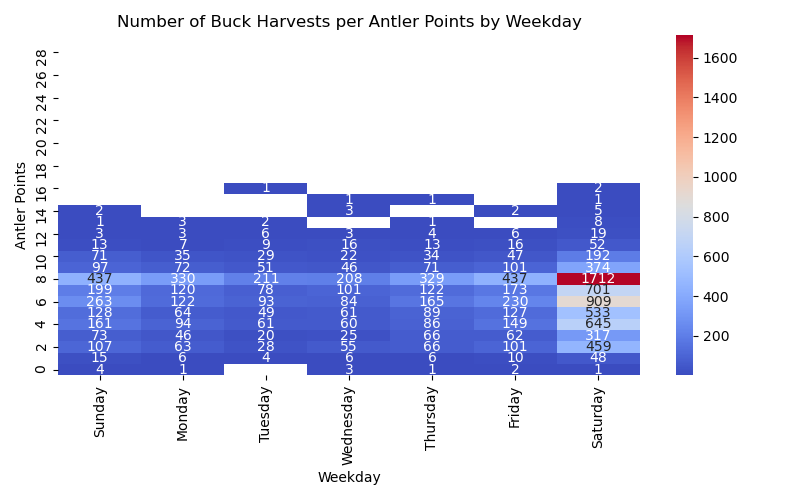 Number of Buck Harvests per Antler Points by Weekday
Antler Points
28
26
24
22
20
18
16
14
12
10
8
6
4
2
0
1 2
1 1 1
2 3 2 5
1 3 2 1 8
3 3 6 3 4 6 19
13 7 9 16 13 16 52
71 35 29 22 34 47 192
97 72 51 46 71 101 374
437 330 211 208 329 437 1712
199 120 78 101 122 173 701
263 122 93 84 165 230 909
128 64 49 61 89 127 533
161 94 61 60 86 149 645
73 46 20 25 66 62 317
107 63 28 55 66 101 459
15 6 4 6 6 10 48
4 1 3 1 2 1
Sunday
Monday
Tuesday
Wednesday
Thursday
Friday
Saturday
Weekday
1600
1400
1200
1000
800
600
400
200